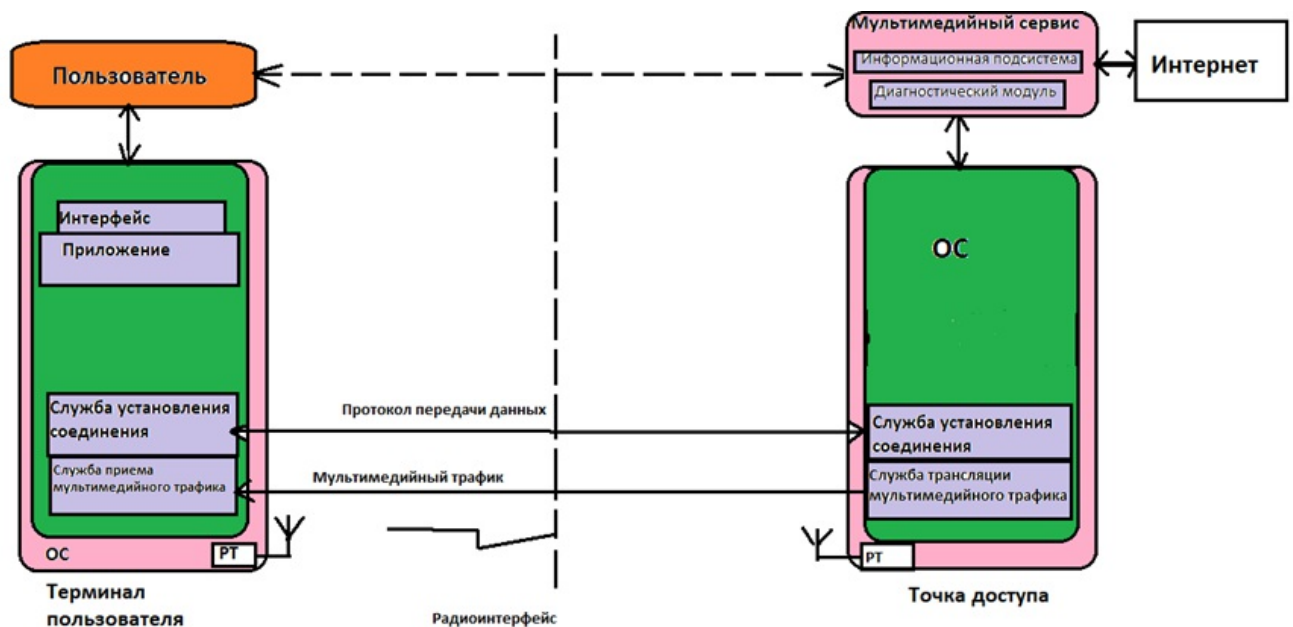 Мультимедийный сервис
Пользователь
Информационная подсистема
Диагностический модуль
Интернет
Интерфейс
Приложение
ОС
Служба установления
соединения
Протокол передачи данных
Служба установления
соединения
Служба приема
мультимедийного трафика
Мультимедийный трафик
Служба трансляции
мультимедийного трафика
ОС
РТ
РТ
Терминал
пользователя
Радиоинтерфейс
Точка доступа